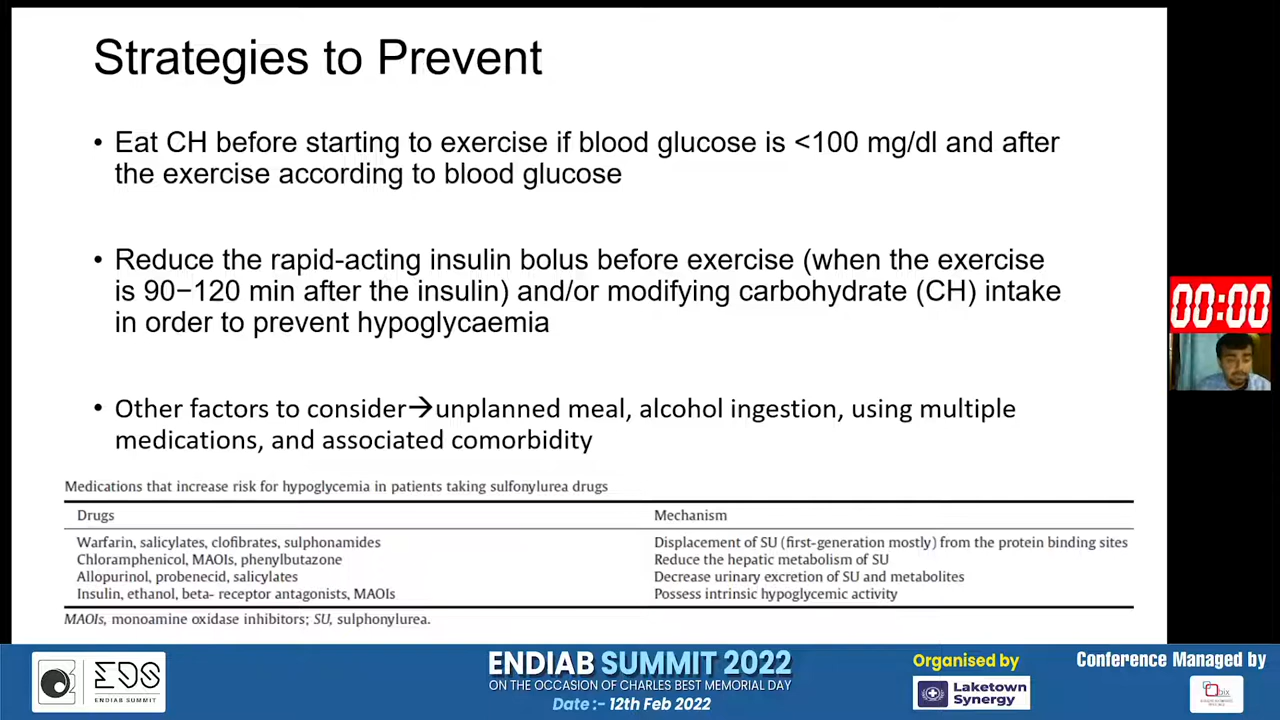 Strategies to Prevent
• Eat CH before starting to exercise if blood glucose is <100 mg/dl and after
the exercise according to blood glucose
• Reduce the rapid-acting insulin bolus before exercise (when the exercise
is 90−120 min after the insulin) and/or modifying carbohydrate (CH) intake
in order to prevent hypoglycaemia
00:00
• Other factors to consider→unplanned meal, alcohol ingestion, using multiple
medications, and associated comorbidity
Medications that increase risk for hypoglycemia in patients taking sulfonylurea drugs
Drugs Mechanism
Warfarin, salicylates, clofibrates, sulphonamides Displacement of SU (first-generation mostly) from the protein binding sites
Chloramphenicol, MAOIs, phenylbutazone Reduce the hepatic metabolism of SU
Allopurinol, probenecid, salicylates Decrease urinary excretion of SU and metabolites
Insulin, ethanol, beta- receptor antagonists, MAOIs Possess intrinsic hypoglycemic activity
MAOIs, monoamine oxidase inhibitors; SU, sulphonylurea.
EDS
ENDIAB SUMMIT
ENDIAB SUMMIT 2022
ON THE OCCASION OF CHARLES BEST MEMORIAL DAY
Date :- 12th Feb 2022
Organised by
Laketown
Synergy
Conference Managed by